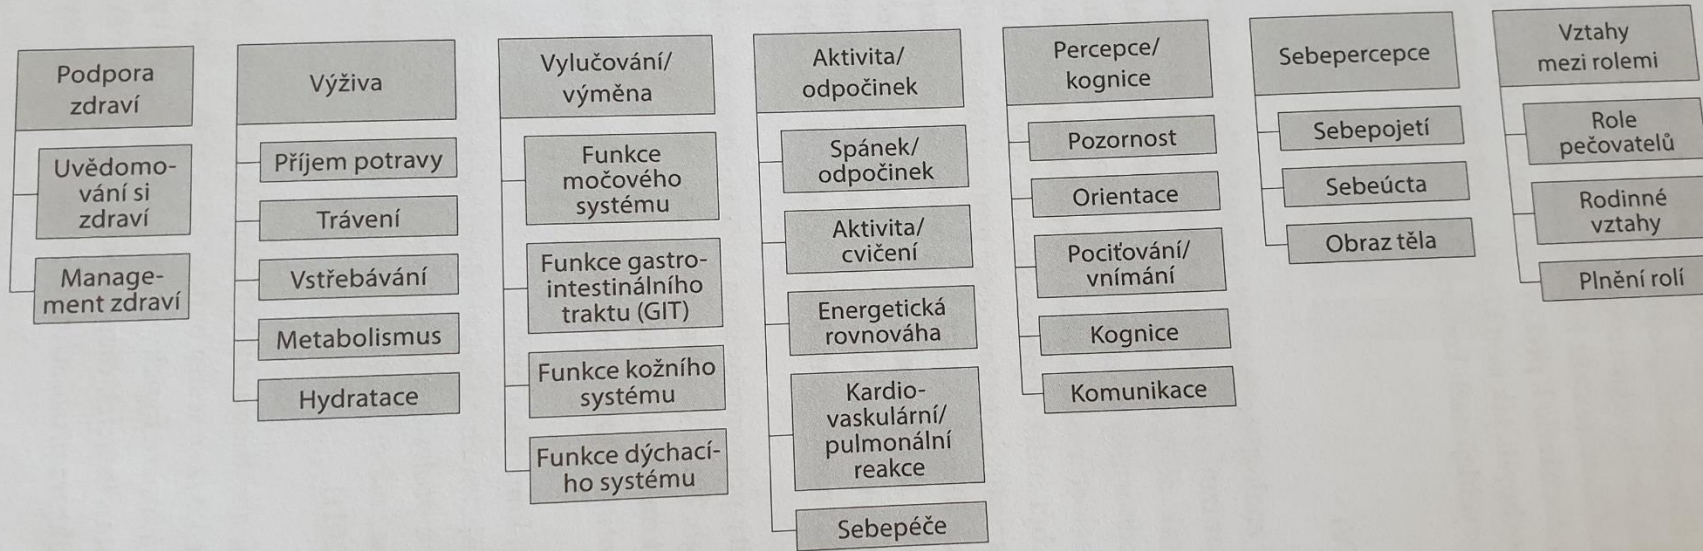 Podpora
zdraví
Uvědomo-
vání si
zdraví
Manage-
ment zdraví
Výživa
Příjem potravy
Trávení
Vstřebávání
Metabolismus
Hydratace
Vylučování/
výměna
Funkce
močového
systému
Funkce gastro-
intestinálního
traktu (GIT)
Funkce kožního
systému
Funkce dýchací-
ho systému
Aktivita/
odpočinek
Spánek/
odpočinek
Aktivita/
cvičení
Energetická
rovnováha
Kardio-
vaskulární/
pulmonální
reakce
Sebepéče
Percepce/
kognice
Pozornost
Orientace
Pociťování/
vnímání
Kognice
Komunikace
Sebepercepce
Sebepojetí
Sebeúcta
Obraz těla
Vztahy
mezi rolemi
Role
pečovatelů
Rodinné
vztahy
Plnění rolí